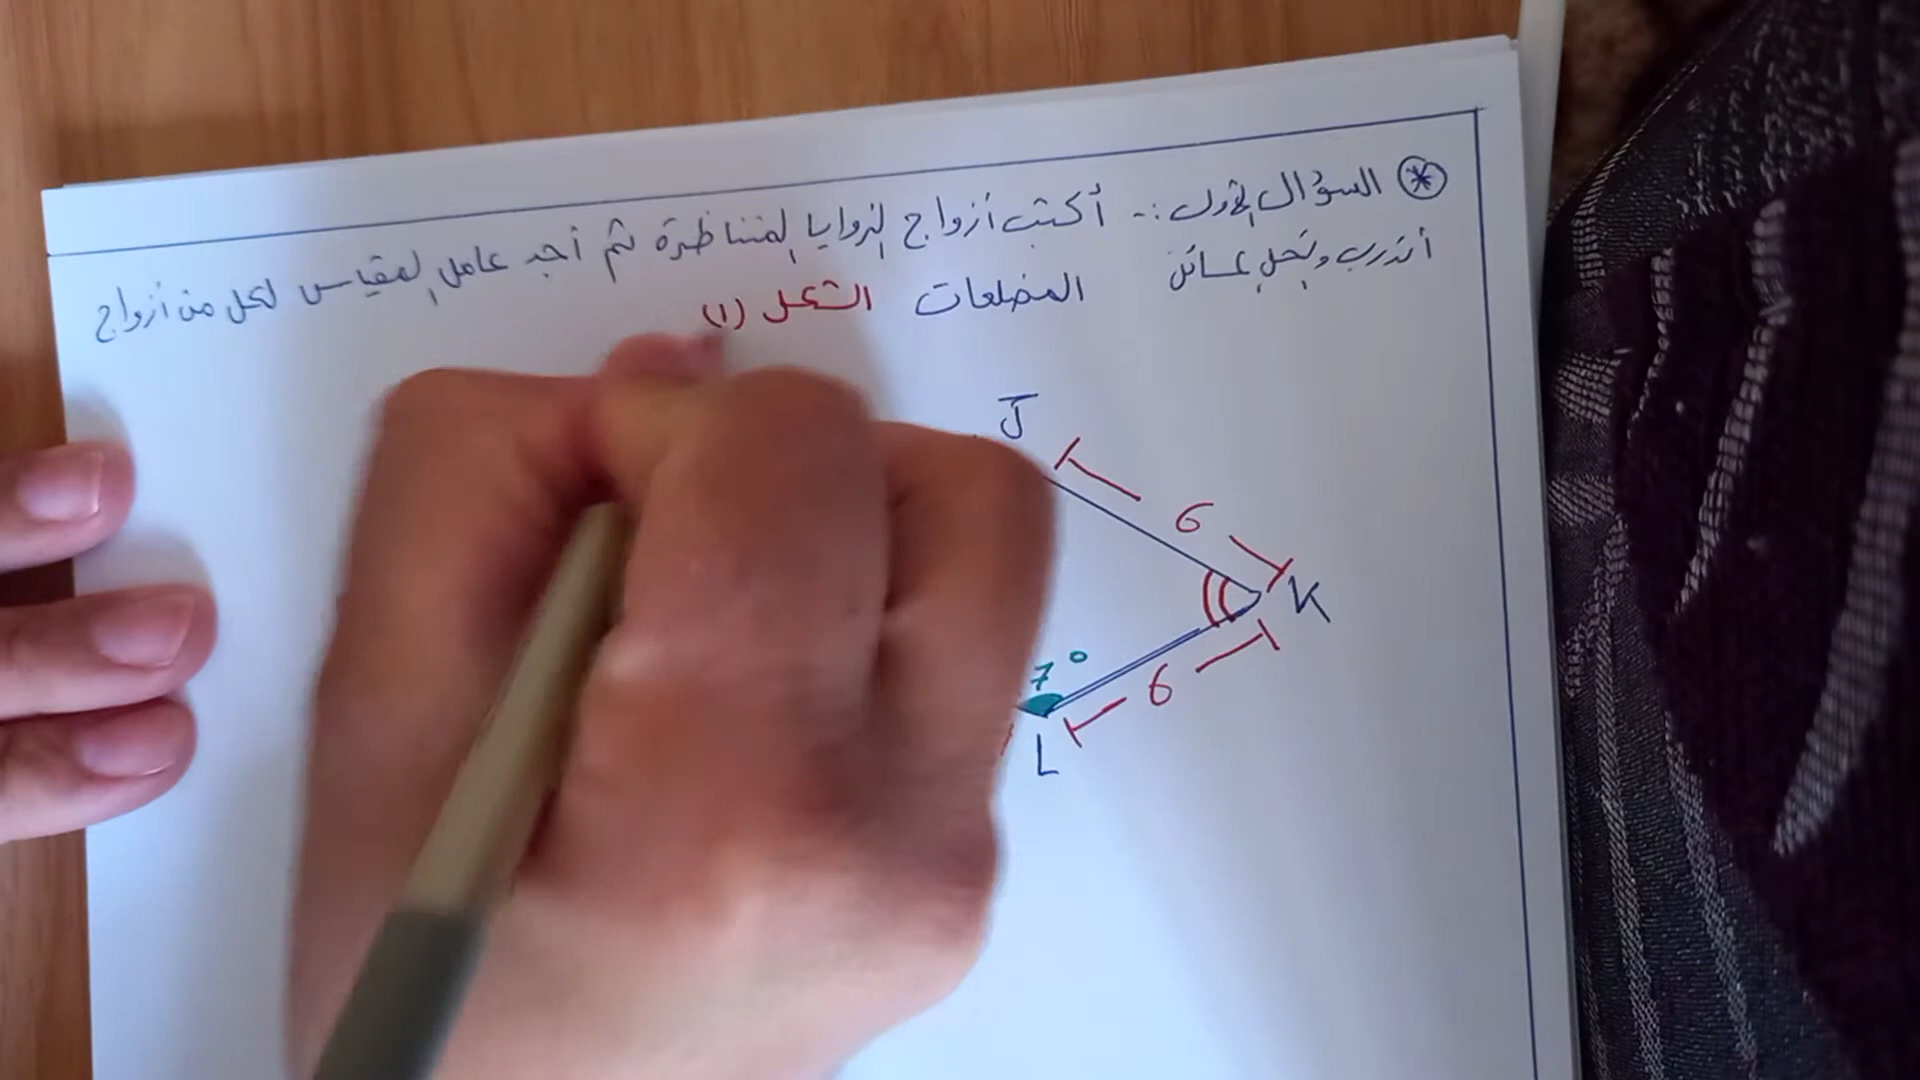 السؤال الأول :- أكتب أزواج الزوايا المتناظرة ثم أجد عامل المقياس لكل من أزواج
أتدرب وأحل المسائل المضلعات الشكل (١)
J
6
K
7°
6
L